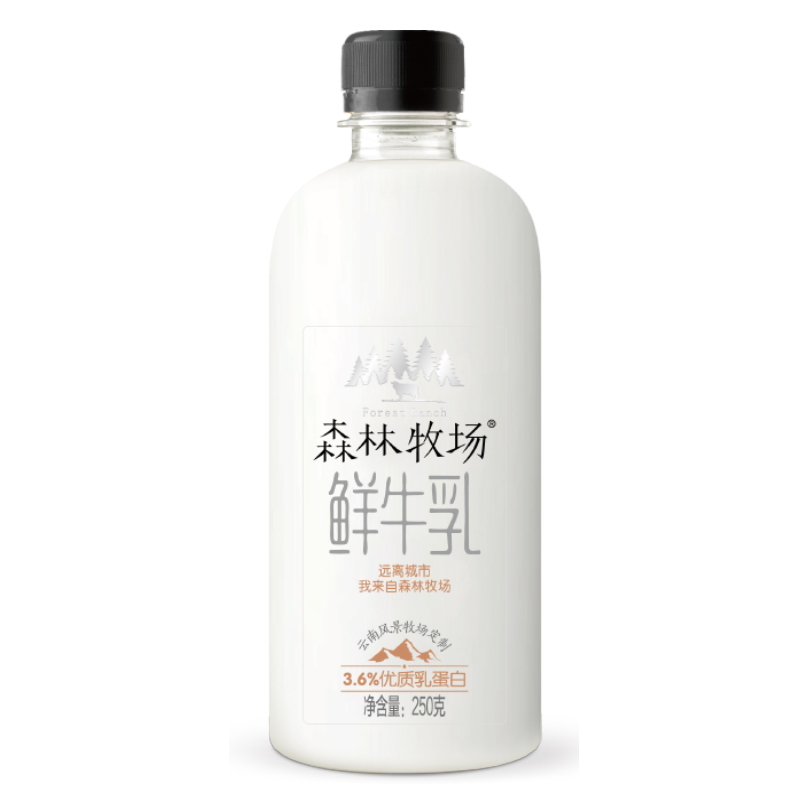 Forest Ranch
森林牧场®
鲜牛乳
远离城市
我来自森林牧场
云南风景牧场定制
3.6%优质乳蛋白
净含量：250克